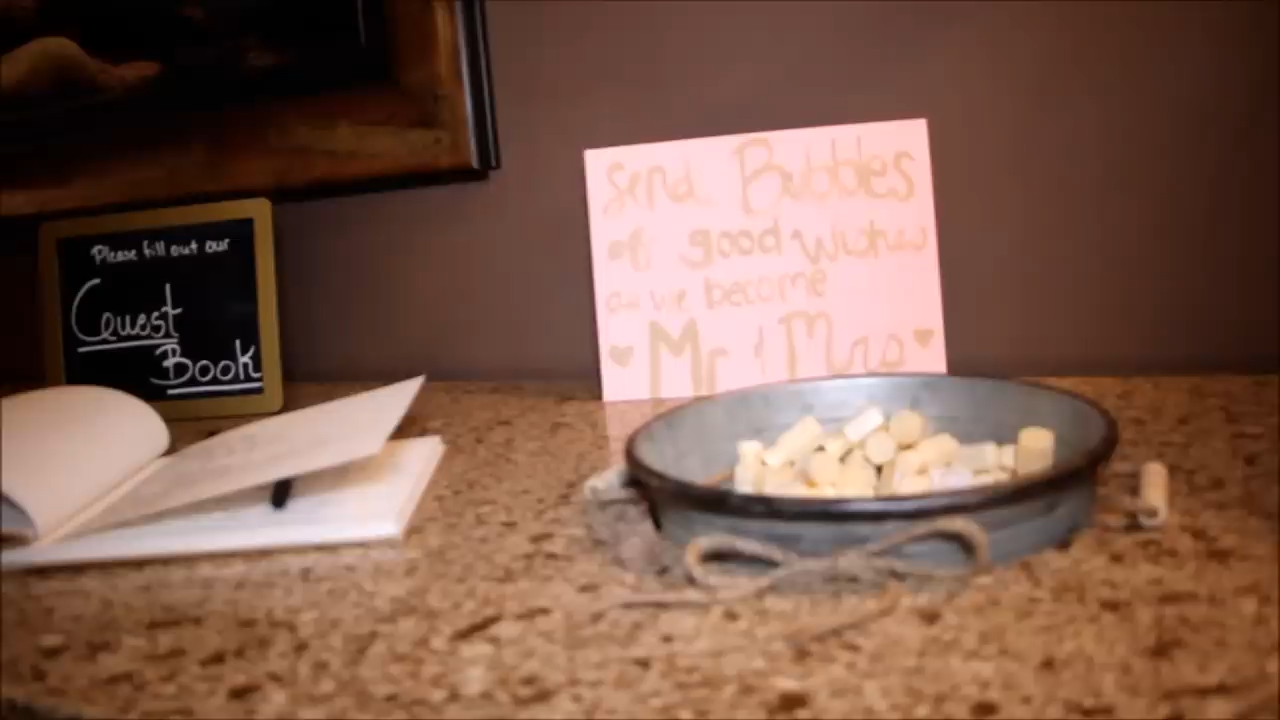 Please fill out our
Guest
Book
Send Bubbles
of good wishes
as we become
Mr & Mrs